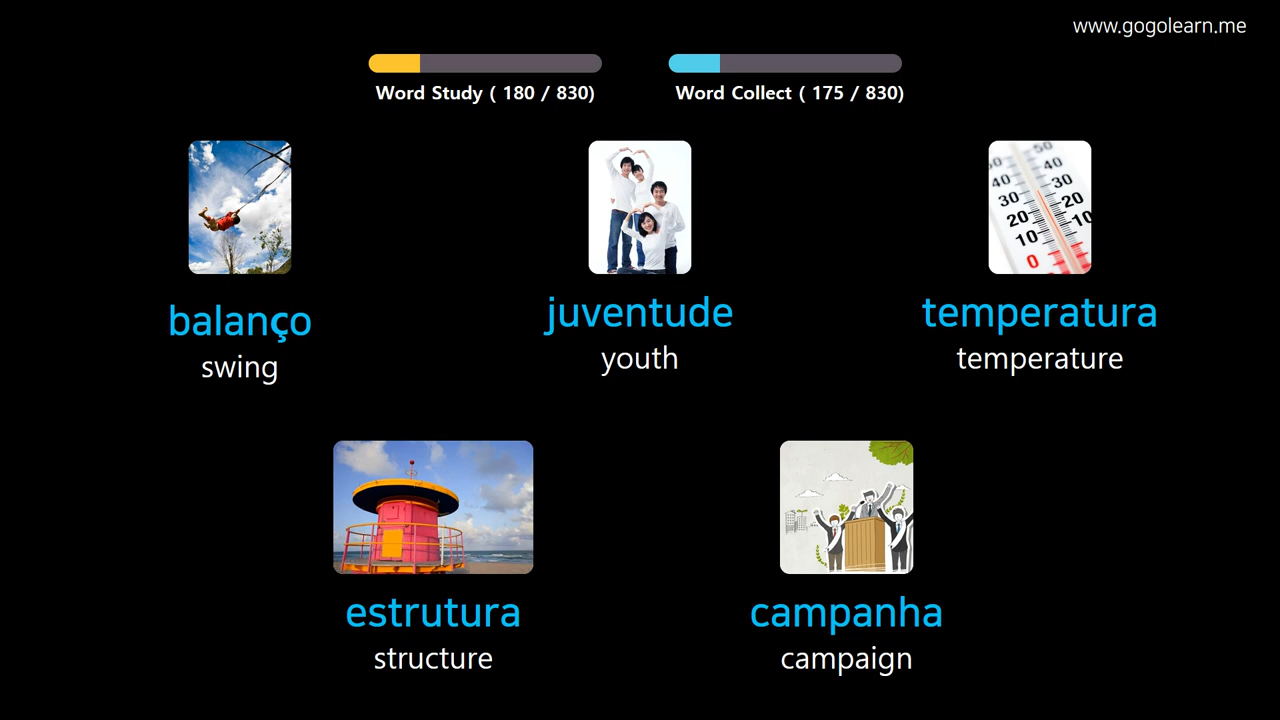 www.gogolearn.me
Word Study ( 180 / 830)
Word Collect ( 175 / 830)
balanço
swing
juventude
youth
temperatura
temperature
estrutura
structure
campanha
campaign